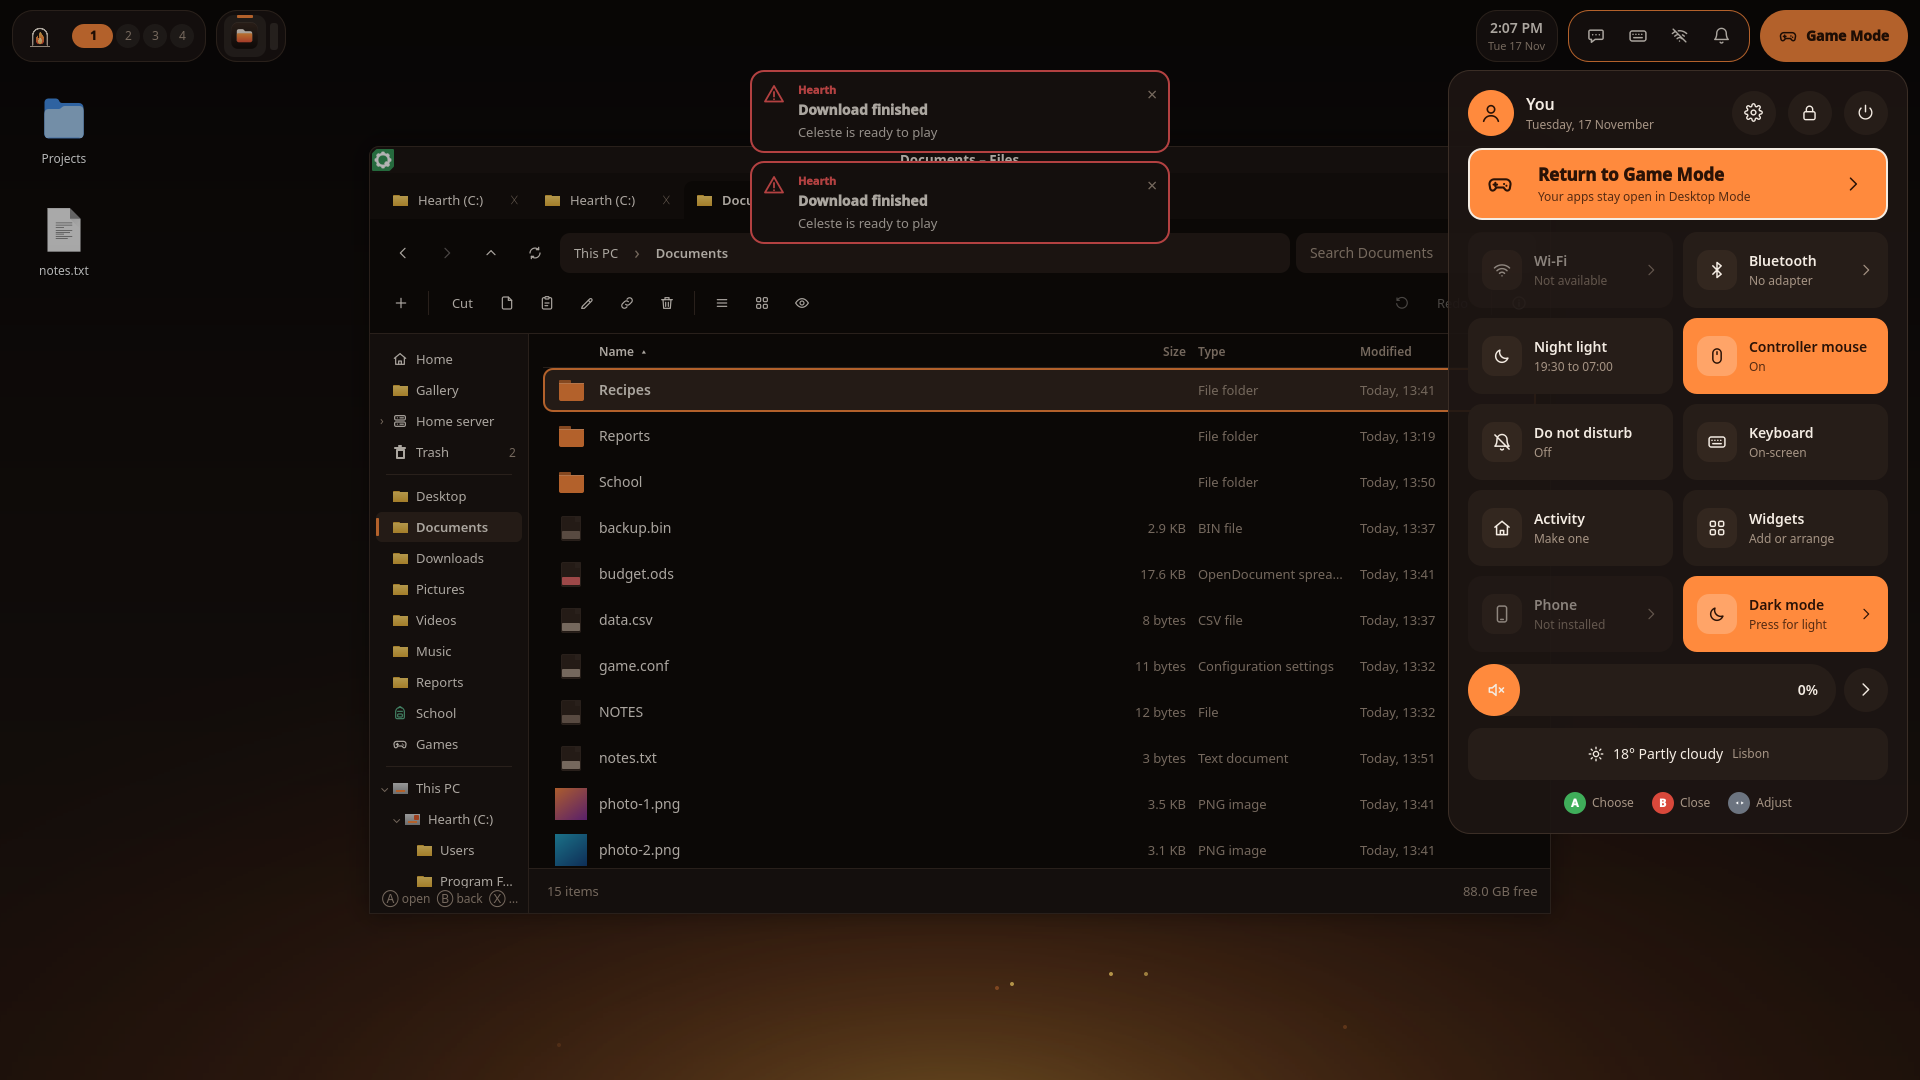 1 2 3 4
2:07 PM
Tue 17 Nov
Game Mode
Projects
notes.txt
Hearth
Download finished
Celeste is ready to play
Hearth
Download finished
Celeste is ready to play
Documents – Files
Hearth (C:)
Hearth (C:)
This PC
Documents
Search Documents
Cut
Home
Gallery
Home server
Trash 2
Desktop
Documents
Downloads
Pictures
Videos
Music
Reports
School
Games
This PC
Hearth (C:)
Users
Program F...
A open B back X ...
Name Size Type Modified
Recipes File folder Today, 13:41
Reports File folder Today, 13:19
School File folder Today, 13:50
backup.bin 2.9 KB BIN file Today, 13:37
budget.ods 17.6 KB OpenDocument sprea... Today, 13:41
data.csv 8 bytes CSV file Today, 13:37
game.conf 11 bytes Configuration settings Today, 13:32
NOTES 12 bytes File Today, 13:32
notes.txt 3 bytes Text document Today, 13:51
photo-1.png 3.5 KB PNG image Today, 13:41
photo-2.png 3.1 KB PNG image Today, 13:41
15 items 88.0 GB free
You
Tuesday, 17 November
Return to Game Mode
Your apps stay open in Desktop Mode
Wi-Fi
Not available
Bluetooth
No adapter
Night light
19:30 to 07:00
Controller mouse
On
Do not disturb
Off
Keyboard
On-screen
Activity
Make one
Widgets
Add or arrange
Phone
Not installed
Dark mode
Press for light
0%
18° Partly cloudy Lisbon
A Choose B Close Adjust